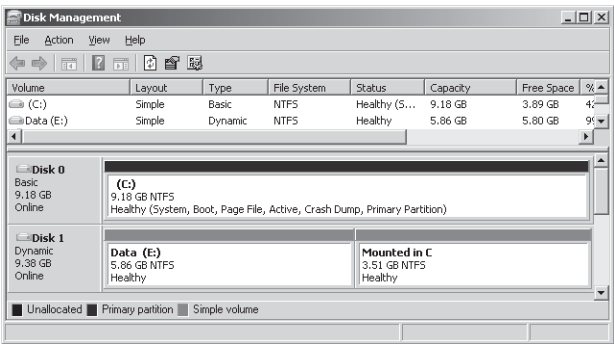 Disk Management
File Action View Help
Volume Layout Type File System Status Capacity Free Space %
(C:) Simple Basic NTFS Healthy (S... 9.18 GB 3.89 GB 42
Data (E:) Simple Dynamic NTFS Healthy 5.86 GB 5.80 GB 99
Disk 0
Basic
9.18 GB
Online
(C:)
9.18 GB NTFS
Healthy (System, Boot, Page File, Active, Crash Dump, Primary Partition)
Disk 1
Dynamic
9.38 GB
Online
Data (E:)
5.86 GB NTFS
Healthy
Mounted in C
3.51 GB NTFS
Healthy
Unallocated Primary partition Simple volume